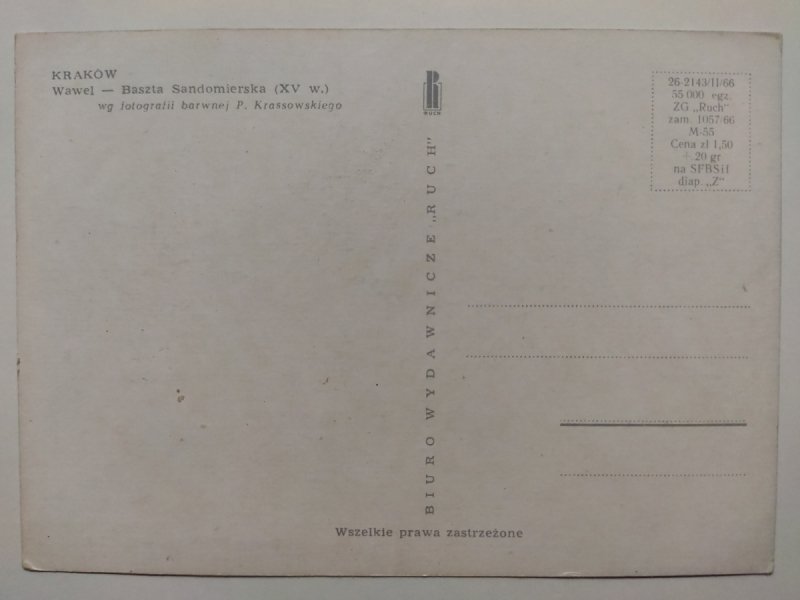 KRAKÓW
Wawel — Baszta Sandomierska (XV w.)
wg fotografii barwnej P. Krassowskiego
RUCH
26-2143/II/66
55 000 egz.
ZG „Ruch“
zam. 1057/66
M-55
Cena zł 1,50
+ 20 gr
na SFBSiI
diap. „Z“
BIURO WYDAWNICZE „RUCH”
Wszelkie prawa zastrzeżone